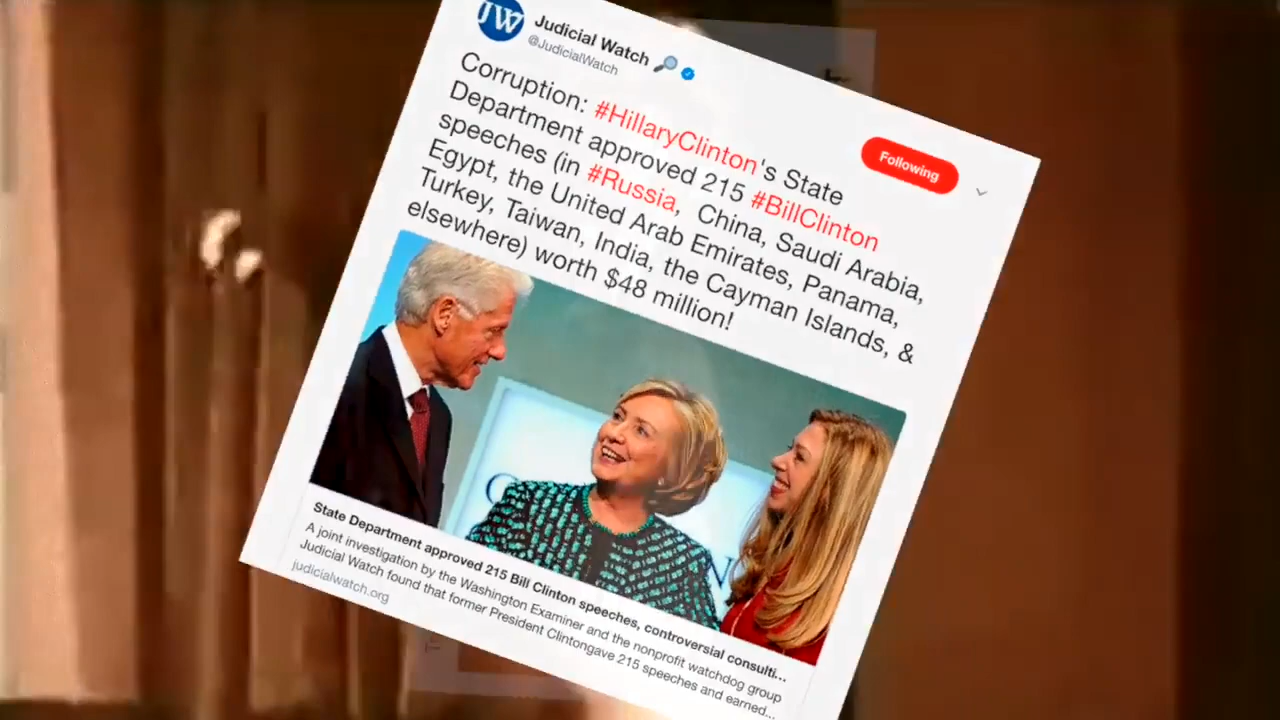 JW
Judicial Watch
@JudicialWatch
Following
Corruption: #HillaryClinton's State
Department approved 215 #BillClinton
speeches (in #Russia, China, Saudi Arabia,
Egypt, the United Arab Emirates, Panama,
Turkey, Taiwan, India, the Cayman Islands, &
elsewhere) worth $48 million!
State Department approved 215 Bill Clinton speeches, controversial consulti...
A joint investigation by the Washington Examiner and the nonprofit watchdog group
Judicial Watch found that former President Clintongave 215 speeches and earned...
judicialwatch.org